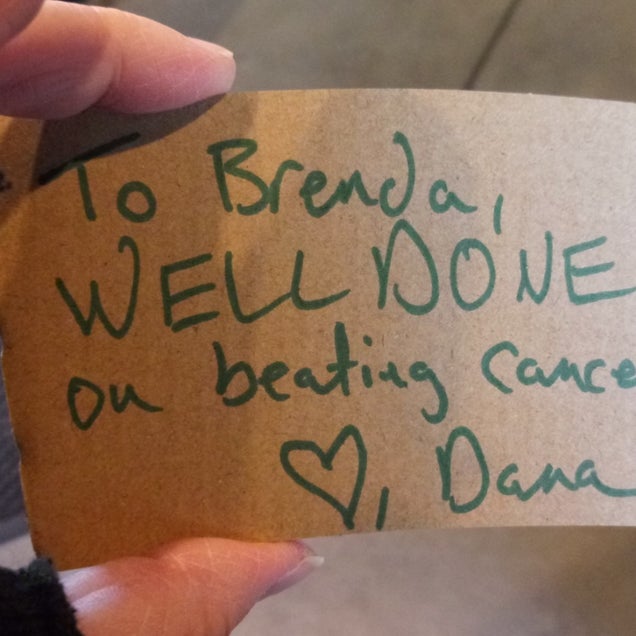 To Brenda,
WELL DONE
on beating cance
♡, Dana